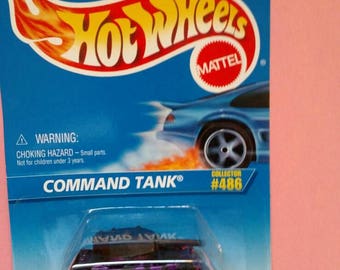 Hot Wheels
MATTEL
WARNING:
CHOKING HAZARD – Small parts.
Not for children under 3 years.
COLLECTOR
COMMAND TANK®
#486